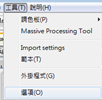 工具(T) 說明(H)
調色板(P)
Massive Processing Tool
Import settings
範本(T)
外掛程式(G)
選項(O)